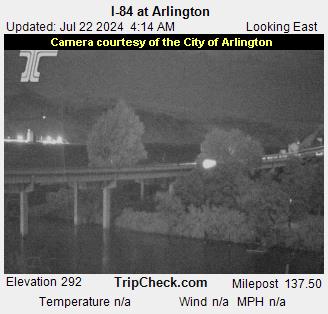 I-84 at Arlington
Updated: Jul 22 2024 4:14 AM Looking East
Camera courtesy of the City of Arlington
Elevation 292 TripCheck.com Milepost 137.50
Temperature n/a Wind n/a MPH n/a